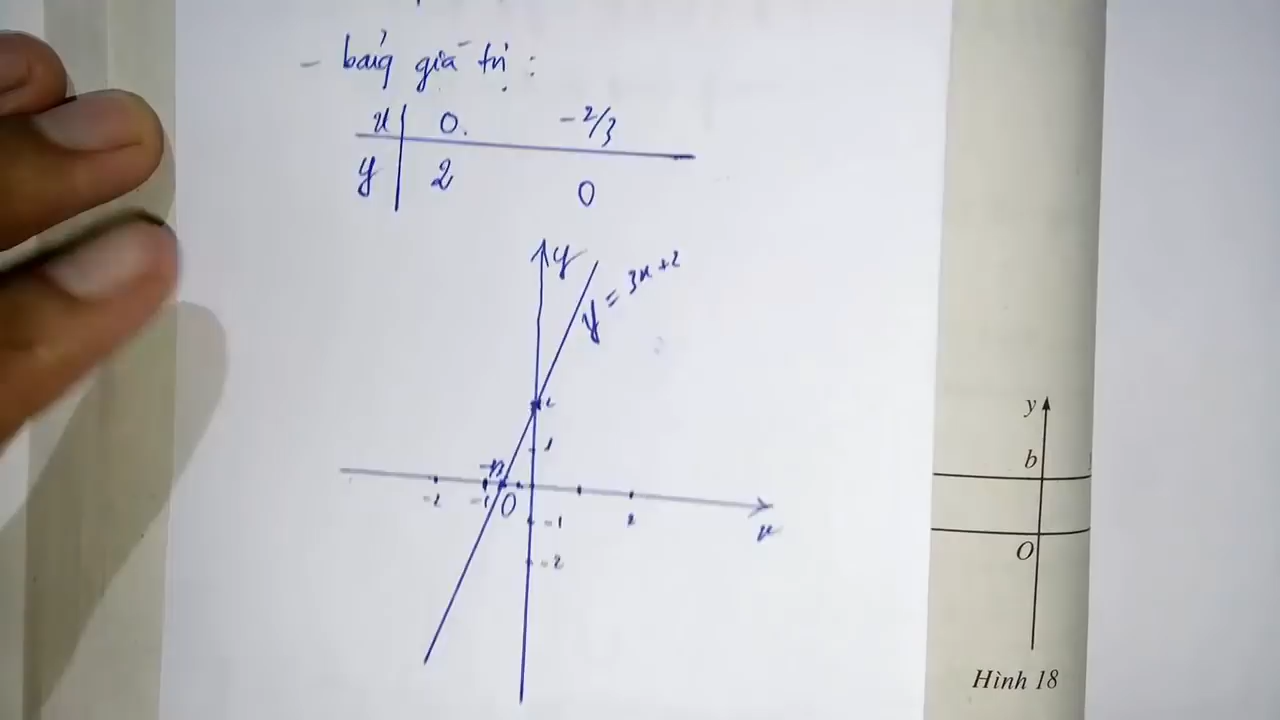 - bảng giá trị :
x 0. -2/3
y 2 0
y
y = 3x+2
2
1
-2 -1 O 2
-1
x
-2
y
b
O
Hình 18